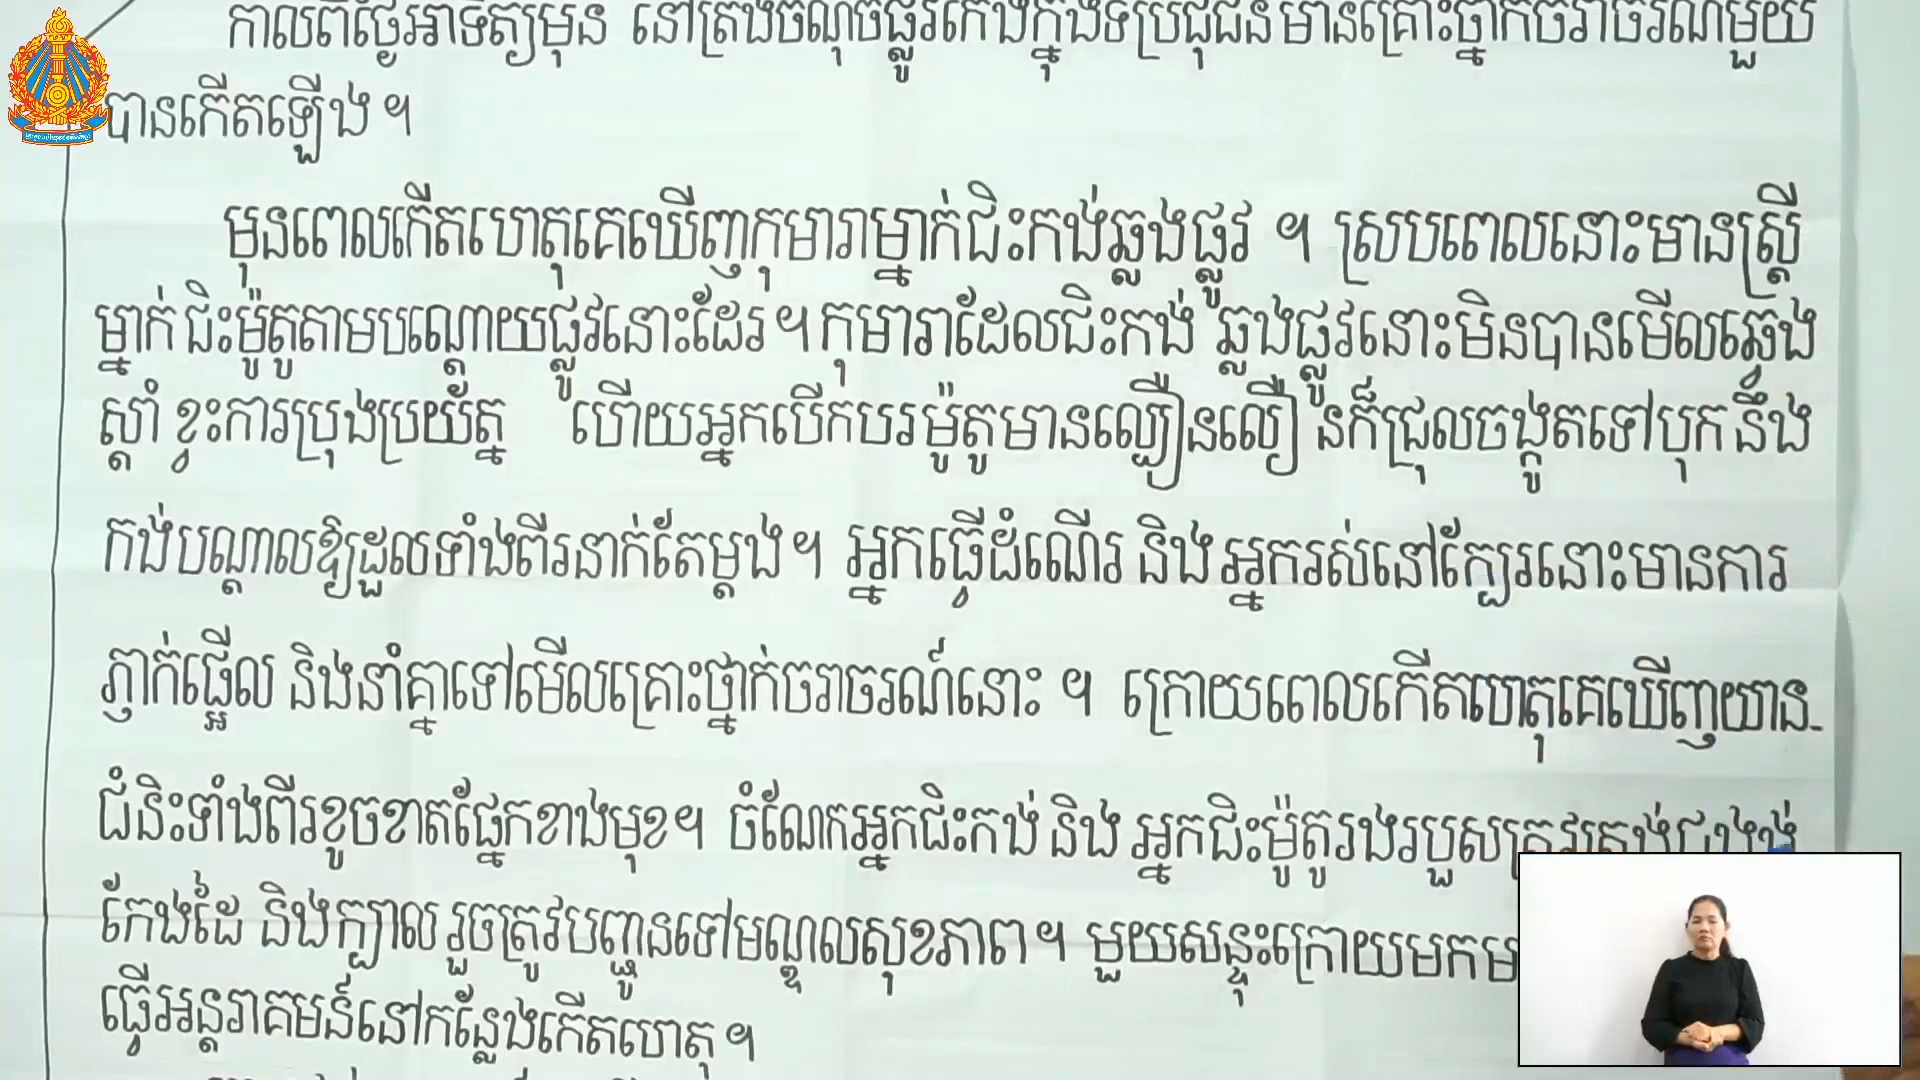 កាលពីថ្ងៃអាទិត្យមុន នៅត្រង់ចំណុចផ្លូវកែងក្នុងទីប្រជុំជន មានគ្រោះថ្នាក់ចរាចរណ៍មួយ
បានកើតឡើង។
មុនពេលកើតហេតុគេឃើញកុមារាម្នាក់ជិះកង់ឆ្លងផ្លូវ ។ ស្របពេលនោះមានស្ត្រី
ម្នាក់ ជិះម៉ូតូតាមបណ្ដោយផ្លូវនោះដែរ។ កុមារាដែលជិះកង់ ឆ្លងផ្លូវនោះមិនបានមើលឆ្វេង
ស្ដាំ ខ្វះការប្រុងប្រយ័ត្ន ហើយអ្នកបើកបរម៉ូតូមានល្បឿនលឿនក៏ជ្រុលចង្កូតទៅបុកនឹង
កង់បណ្ដាលឱ្យដួលទាំងពីរនាក់តែម្ដង។ អ្នកធ្វើដំណើរ និងអ្នករស់នៅក្បែរនោះមានការ
ភ្ញាក់ផ្អើល និងនាំគ្នាទៅមើលគ្រោះថ្នាក់ចរាចរណ៍នោះ ។ ក្រោយពេលកើតហេតុគេឃើញយាន-
ជំនិះទាំងពីរខូចខាតផ្នែកខាងមុខ។ ចំណែកអ្នកជិះកង់ និង អ្នកជិះម៉ូតូរងរបួសត្រង់ជង្គង់
កែងដៃ និងក្បាល រួចត្រូវបញ្ជូនទៅមណ្ឌលសុខភាព។ មួយសន្ទុះក្រោយមក
ធ្វើអន្តរាគមន៍នៅកន្លែងកើតហេតុ។